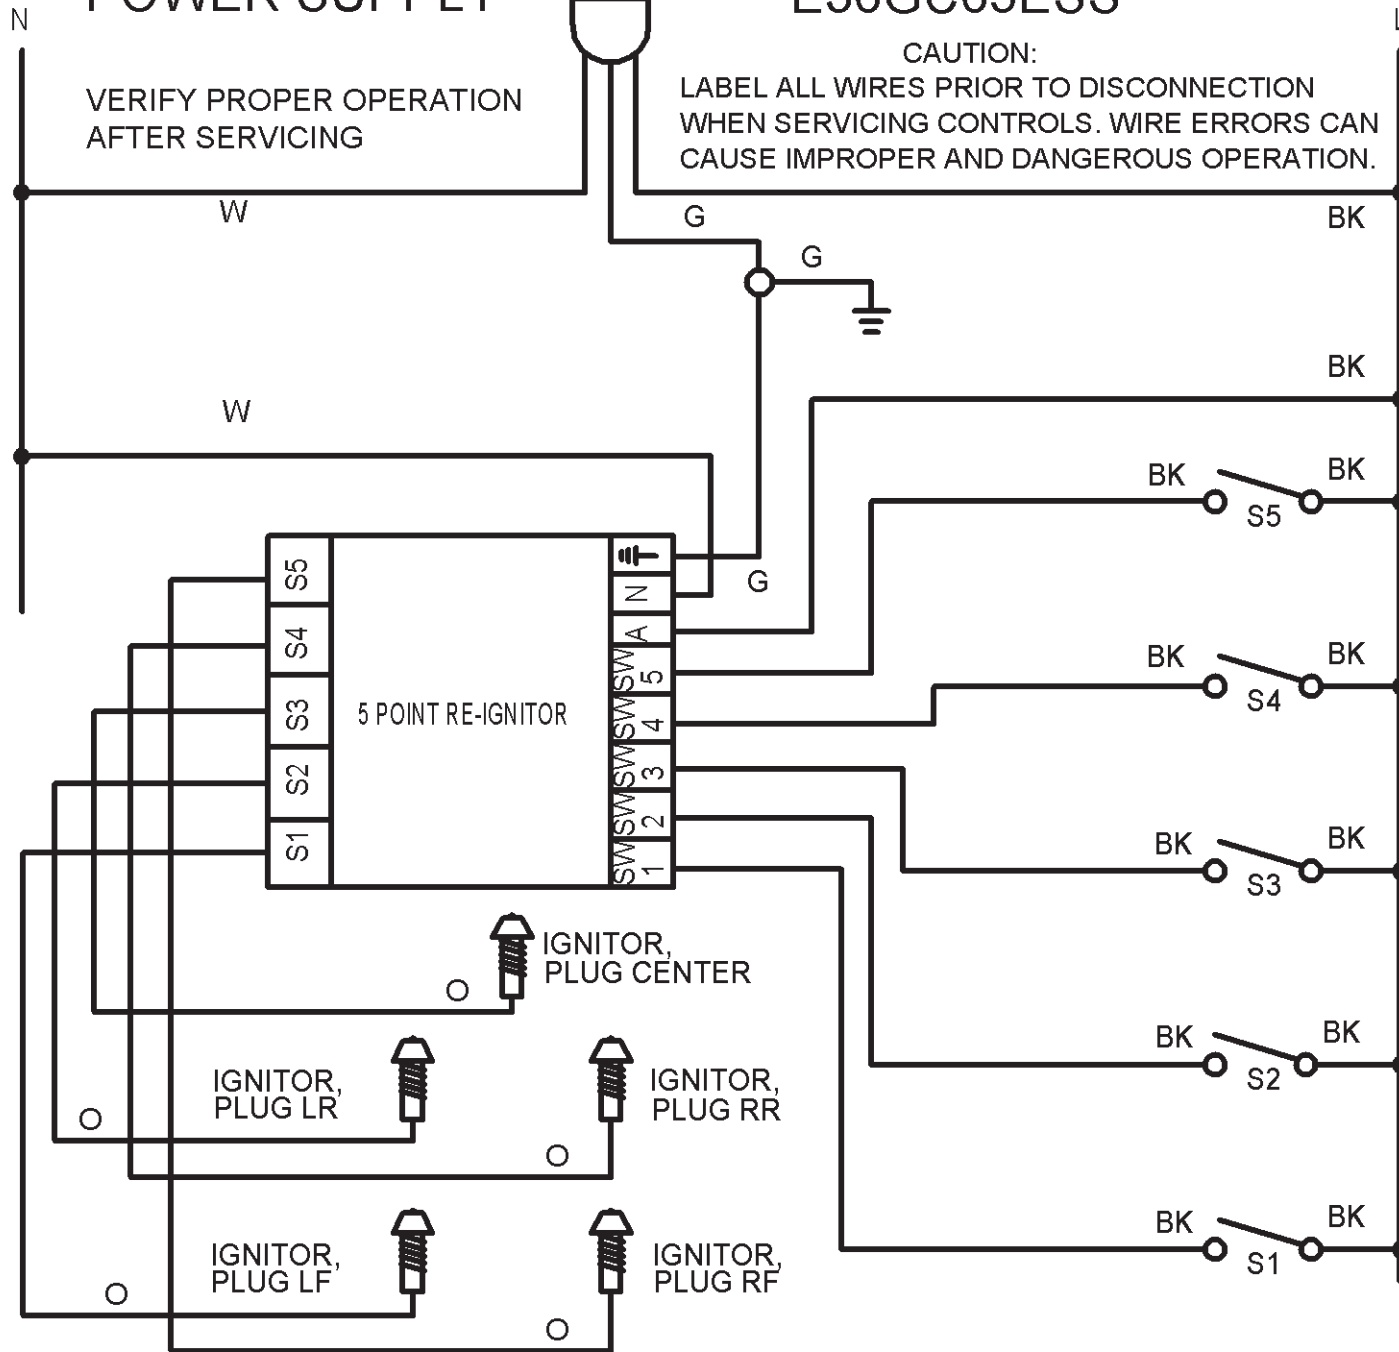 POWER SUPPLY
N
VERIFY PROPER OPERATION
AFTER SERVICING
CAUTION:
LABEL ALL WIRES PRIOR TO DISCONNECTION
WHEN SERVICING CONTROLS. WIRE ERRORS CAN
CAUSE IMPROPER AND DANGEROUS OPERATION.
W
G
BK
G
BK
W
BK
BK
S5
G
S5
S4
S3
S2
S1
5 POINT RE-IGNITOR
N
A
SW 5
SW 4
SW 3
SW 2
SW 1
BK
BK
S4
BK
BK
S3
IGNITOR,
PLUG CENTER
O
BK
BK
S2
IGNITOR,
PLUG LR
O
IGNITOR,
PLUG RR
O
BK
BK
S1
IGNITOR,
PLUG LF
O
IGNITOR,
PLUG RF
O